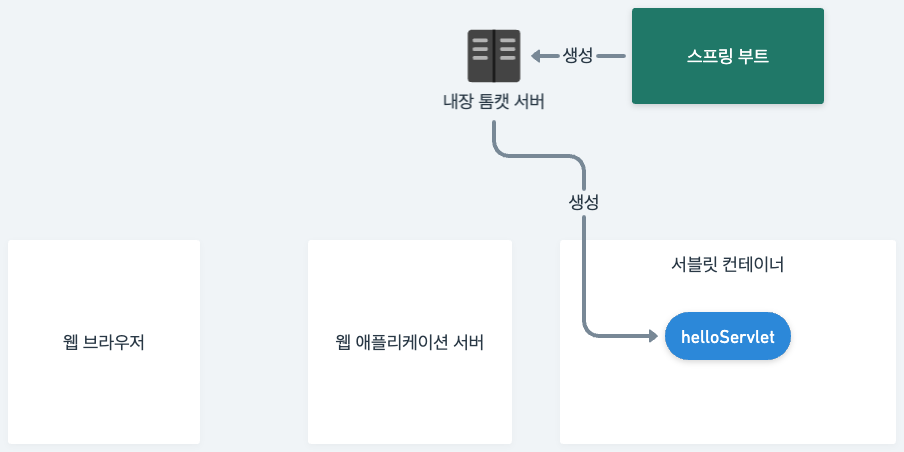 생성
스프링 부트
내장 톰캣 서버
생성
서블릿 컨테이너
웹 브라우저
웹 애플리케이션 서버
helloServlet